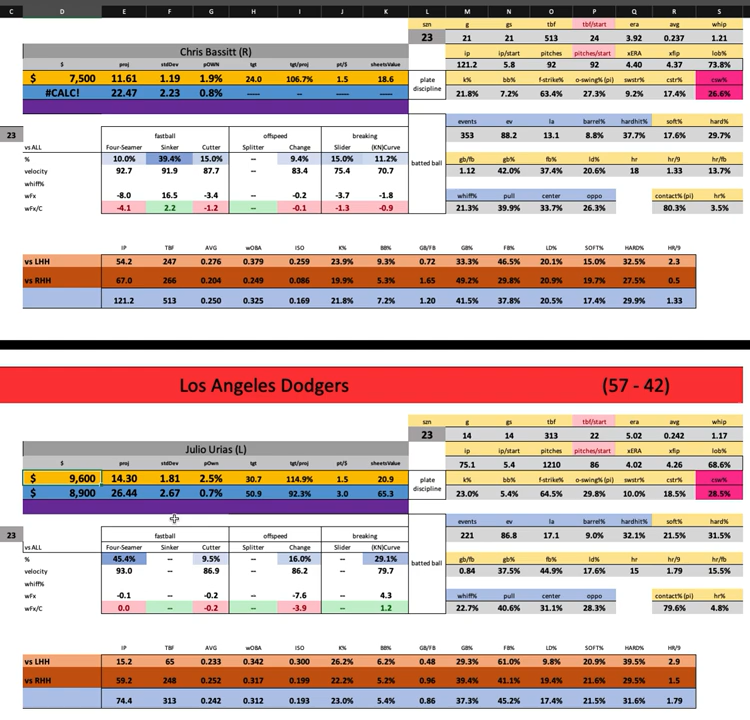 C D E F G H I J K L M N O P Q R S
szn g gs tbf tbf/start era avg whip
23 21 21 513 24 3.92 0.237 1.21
Chris Bassitt (R) ip ip/start pitches pitches/start xERA xfip lob%
$ proj stdDev pOWN tgt tgt/proj pt/$ sheetsValue 121.2 5.8 92 92 4.40 4.37 73.8%
$ 7,500 11.61 1.19 1.9% 24.0 106.7% 1.5 18.6 plate discipline k% bb% f-strike% o-swing% (pi) swstr% cstr% csw%
#CALC! 22.47 2.23 0.8% ----- -- ----- ----- 21.8% 7.2% 63.4% 27.3% 9.2% 17.4% 26.6%
events ev la barrel% hardhit% soft% hard%
23 fastball offspeed breaking 353 88.2 13.1 8.8% 37.7% 17.6% 29.7%
vs ALL Four-Seamer Sinker Cutter Splitter Change Slider (KN)Curve
% 10.0% 39.4% 15.0% -- 9.4% 15.0% 11.2% batted ball gb/fb gb% fb% ld% hr hr/9 hr/fb
velocity 92.7 91.9 87.7 -- 83.4 75.4 70.7 1.12 42.0% 37.4% 20.6% 18 1.33 13.7%
whiff%
wFx -8.0 16.5 -3.4 -- -0.2 -3.7 -1.8 whiff% pull center oppo contact% (pi) hr%
wFx/C -4.1 2.2 -1.2 -- -0.1 -1.3 -0.9 21.3% 39.9% 33.7% 26.3% 80.3% 3.5%
IP TBF AVG wOBA ISO K% BB% GB/FB GB% FB% LD% SOFT% HARD% HR/9
vs LHH 54.2 247 0.276 0.379 0.259 23.9% 9.3% 0.72 33.3% 46.5% 20.1% 15.0% 32.5% 2.3
vs RHH 67.0 266 0.204 0.249 0.086 19.9% 5.3% 1.65 49.2% 29.8% 20.9% 19.7% 27.5% 0.5
121.2 513 0.250 0.325 0.169 21.8% 7.2% 1.20 41.5% 37.8% 20.5% 17.4% 29.9% 1.33
Los Angeles Dodgers (57 - 42)
szn g gs tbf tbf/start era avg whip
23 14 14 313 22 5.02 0.242 1.17
Julio Urias (L) ip ip/start pitches pitches/start xERA xfip lob%
$ proj stdDev pOwn tgt tgt/proj pt/$ sheetsValue 75.1 5.4 1210 86 4.02 4.26 68.6%
$ 9,600 14.30 1.81 2.5% 30.7 114.9% 1.5 20.9 plate discipline k% bb% f-strike% o-swing% (pi) swstr% cstr% csw%
$ 8,900 26.44 2.67 0.7% 50.9 92.3% 3.0 65.3 23.0% 5.4% 64.5% 29.8% 10.0% 18.5% 28.5%
events ev la barrel% hardhit% soft% hard%
23 fastball offspeed breaking 221 86.8 17.1 9.0% 32.1% 21.5% 31.5%
vs ALL Four-Seamer Sinker Cutter Splitter Change Slider (KN)Curve
% 45.4% -- 9.5% -- 16.0% -- 29.1% batted ball gb/fb gb% fb% ld% hr hr/9 hr/fb
velocity 93.0 -- 86.9 -- 86.2 -- 79.7 0.84 37.5% 44.9% 17.6% 15 1.79 15.5%
whiff%
wFx -0.1 -- -0.2 -- -7.6 -- 4.3 whiff% pull center oppo contact% (pi) hr%
wFx/C 0.0 -- -0.2 -- -3.9 -- 1.2 22.7% 40.6% 31.1% 28.3% 79.6% 4.8%
IP TBF AVG wOBA ISO K% BB% GB/FB GB% FB% LD% SOFT% HARD% HR/9
vs LHH 15.2 65 0.233 0.342 0.300 26.2% 6.2% 0.48 29.3% 61.0% 9.8% 20.9% 39.5% 2.9
vs RHH 59.2 248 0.252 0.317 0.199 22.2% 5.2% 0.96 39.4% 41.1% 19.4% 21.6% 29.5% 1.5
74.4 313 0.242 0.312 0.193 23.0% 5.4% 0.86 37.3% 45.2% 17.4% 21.5% 31.6% 1.79